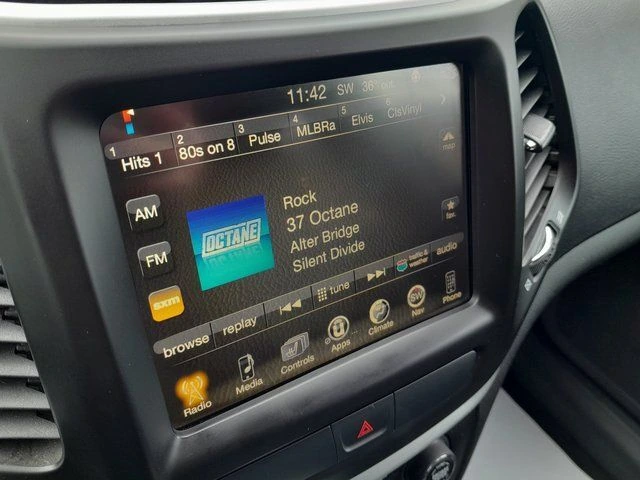 11:42 SW 36° out
1 Hits 1
2 80s on 8
3 Pulse
4 MLBRa
5 Elvis
6 ClsVinyl
map
AM
FM
sxm
OCTANE
Rock
37 Octane
Alter Bridge
Silent Divide
fav.
browse replay tune traffic & weather audio
Radio Media Controls Apps ... Climate SW Nav Phone